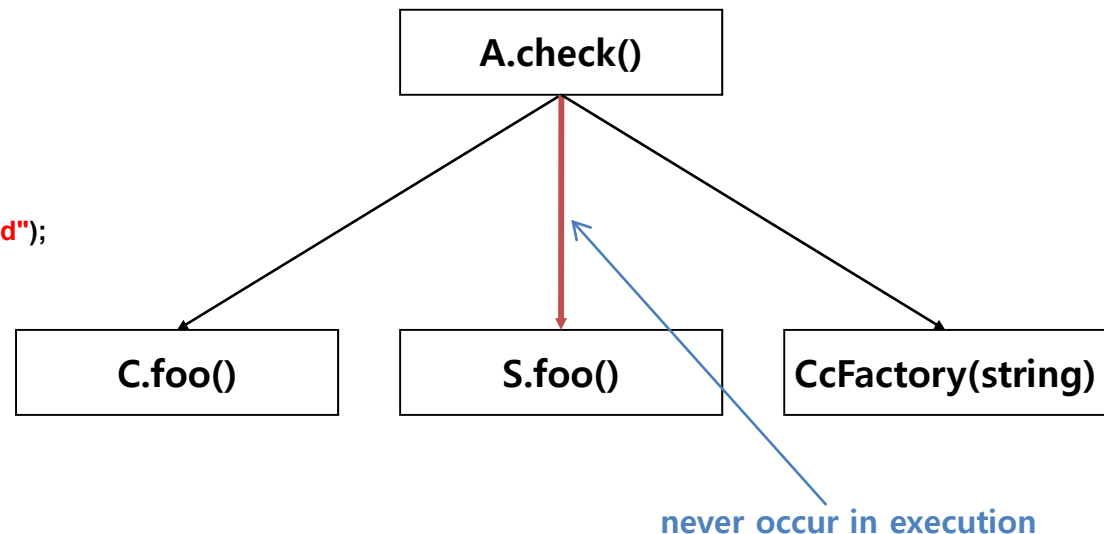 A.check()
d");
C.foo()
S.foo()
CcFactory(string)
never occur in execution